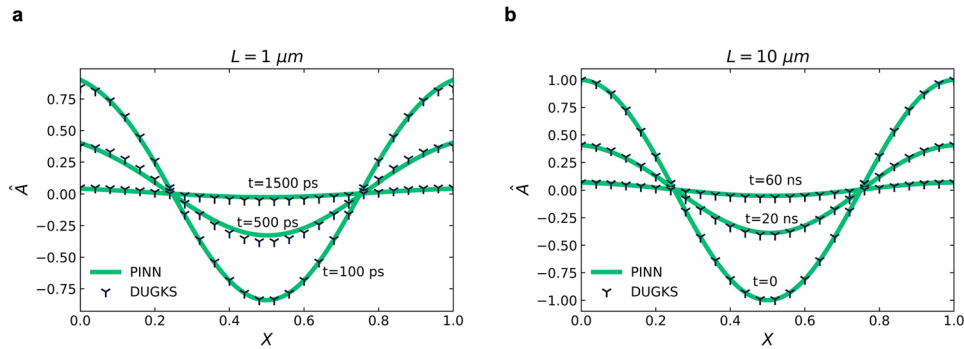 a
L = 1 μm
Â
0.75
0.50
0.25
0.00
−0.25
−0.50
−0.75
t=1500 ps
t=500 ps
t=100 ps
PINN
DUGKS
0.0 0.2 0.4 0.6 0.8 1.0
X
b
L = 10 μm
Â
1.00
0.75
0.50
0.25
0.00
−0.25
−0.50
−0.75
−1.00
t=60 ns
t=20 ns
t=0
PINN
DUGKS
0.0 0.2 0.4 0.6 0.8 1.0
X